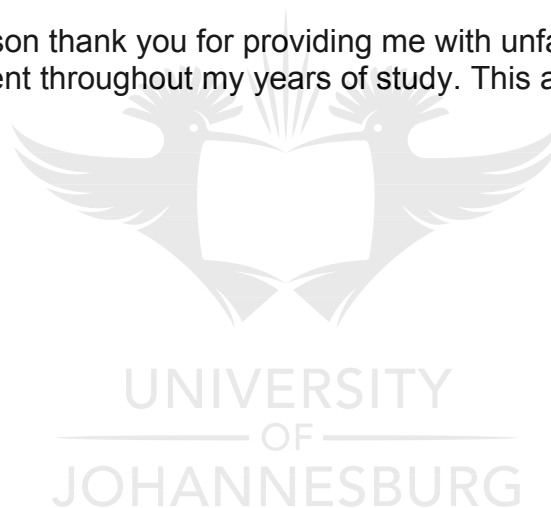 son thank you for providing me with unfa
ent throughout my years of study. This a
UNIVERSITY
OF
JOHANNESBURG